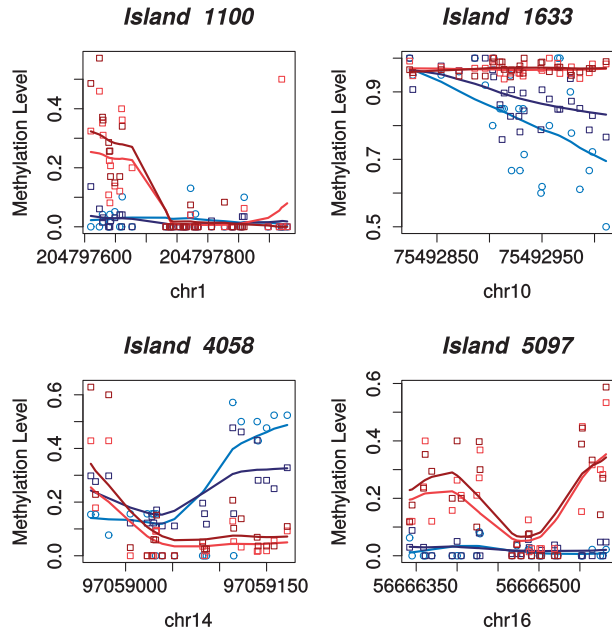 Island 1100
Methylation Level
0.0 0.2 0.4
204797600 204797800
chr1
Island 1633
Methylation Level
0.5 0.7 0.9
75492850 75492950
chr10
Island 4058
Methylation Level
0.0 0.2 0.4 0.6
97059000 97059150
chr14
Island 5097
Methylation Level
0.0 0.2 0.4 0.6
56666350 56666500
chr16